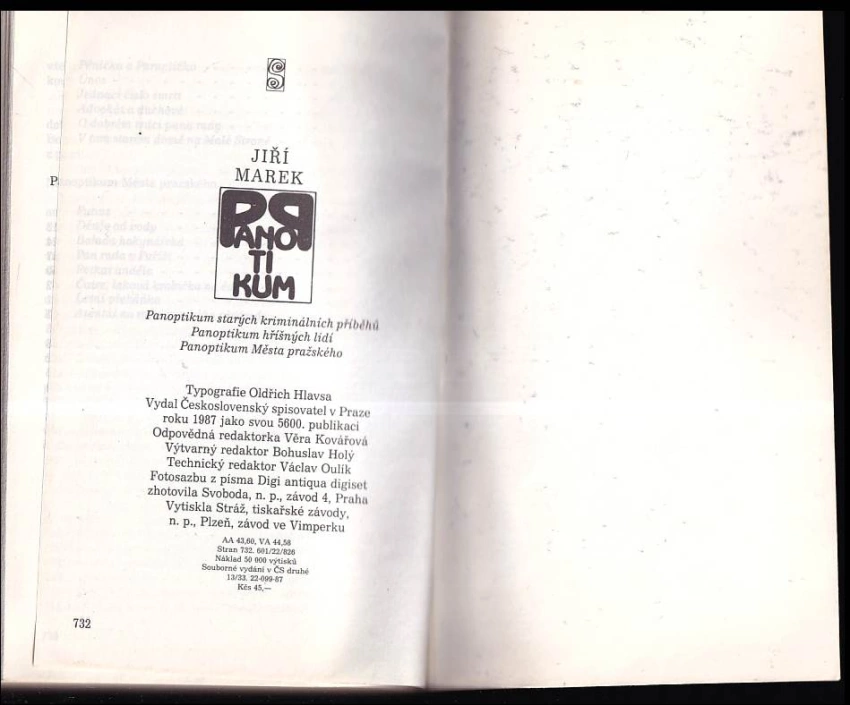 JIŘÍ
MAREK
PANOTIKUM
Panoptikum starých kriminálních příběhů
Panoptikum hříšných lidí
Panoptikum Města pražského
Typografie Oldřich Hlavsa
Vydal Československý spisovatel v Praze
roku 1987 jako svou 5600. publikaci
Odpovědná redaktorka Věra Kovářová
Výtvarný redaktor Bohuslav Holý
Technický redaktor Václav Oulík
Fotosazbu z písma Digi antiqua digiset
zhotovila Svoboda, n. p., závod 4, Praha
Vytiskla Stráž, tiskařské závody,
n. p., Plzeň, závod ve Vimperku
AA 43,60, VA 44,58
Stran 732. 601/22/826
Náklad 50 000 výtisků
Souborné vydání v ČS druhé
13/33. 22-099-87
Kčs 45,—
732